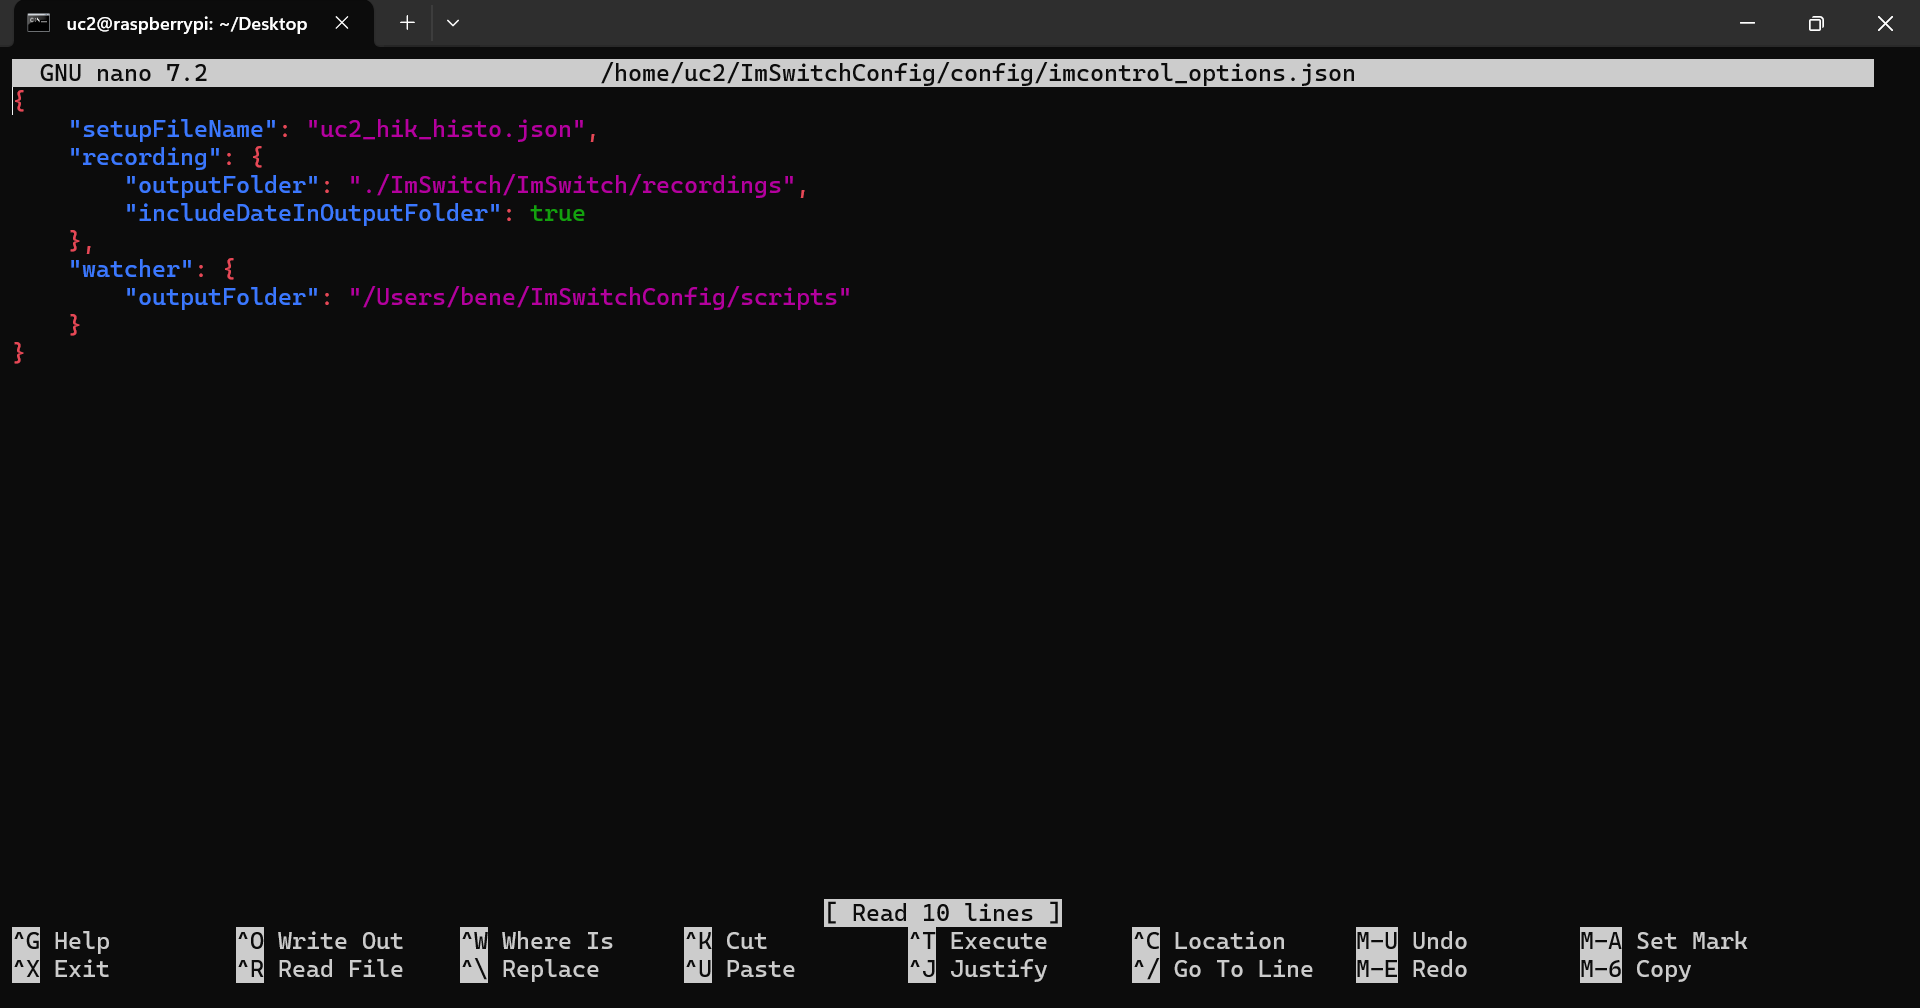 uc2@raspberrypi: ~/Desktop
GNU nano 7.2 /home/uc2/ImSwitchConfig/config/imcontrol_options.json
{
    "setupFileName": "uc2_hik_histo.json",
    "recording": {
        "outputFolder": "./ImSwitch/ImSwitch/recordings",
        "includeDateInOutputFolder": true
    },
    "watcher": {
        "outputFolder": "/Users/bene/ImSwitchConfig/scripts"
    }
}
[ Read 10 lines ]
^G Help ^O Write Out ^W Where Is ^K Cut ^T Execute ^C Location M-U Undo M-A Set Mark
^X Exit ^R Read File ^\ Replace ^U Paste ^J Justify ^/ Go To Line M-E Redo M-6 Copy